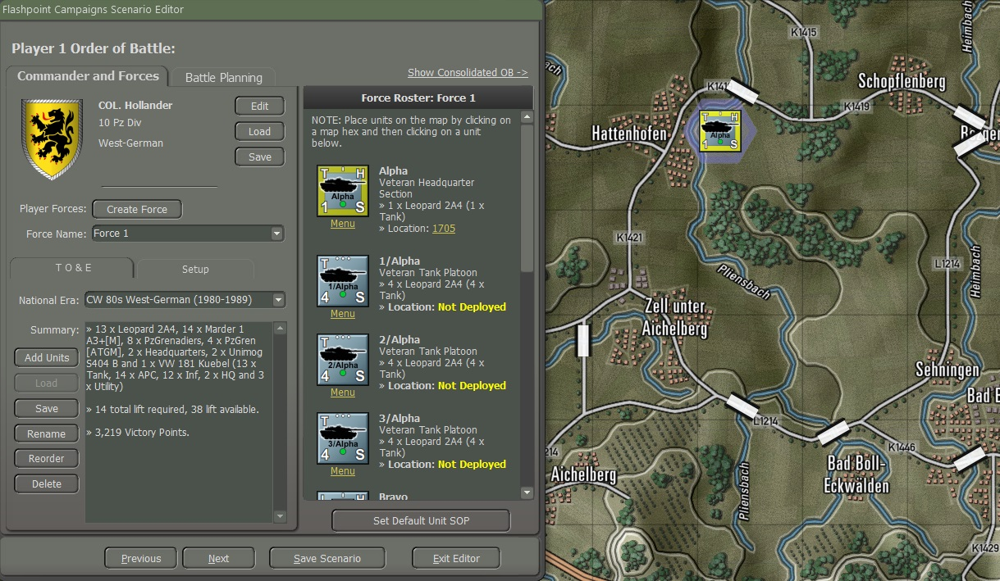 Flashpoint Campaigns Scenario Editor
Player 1 Order of Battle:
Commander and Forces
Battle Planning
Show Consolidated OB ->
COL. Hollander
10 Pz Div
West-German
Edit
Load
Save
Player Forces:
Create Force
Force Name:
Force 1
T O & E
Setup
National Era:
CW 80s West-German (1980-1989)
Summary:
» 13 x Leopard 2A4, 14 x Marder 1
A3+[M], 8 x PzGrenadiers, 4 x PzGren
[ATGM], 2 x Headquarters, 2 x Unimog
S404 B and 1 x VW 181 Kuebel (13 x
Tank, 14 x APC, 12 x Inf, 2 x HQ and 3
x Utility)
» 14 total lift required, 38 lift available.
» 3,219 Victory Points.
Add Units
Load
Save
Rename
Reorder
Delete
Force Roster: Force 1
NOTE: Place units on the map by clicking on
a map hex and then clicking on a unit
below.
T H
Alpha
1 S
Menu
Alpha
Veteran Headquarter
Section
» 1 x Leopard 2A4 (1 x
Tank)
» Location: 1705
T
1/Alpha
4 S
Menu
1/Alpha
Veteran Tank Platoon
» 4 x Leopard 2A4 (4 x
Tank)
» Location: Not Deployed
T
2/Alpha
4 S
Menu
2/Alpha
Veteran Tank Platoon
» 4 x Leopard 2A4 (4 x
Tank)
» Location: Not Deployed
T
3/Alpha
4 S
Menu
3/Alpha
Veteran Tank Platoon
» 4 x Leopard 2A4 (4 x
Tank)
» Location: Not Deployed
Bravo
Set Default Unit SOP
Previous
Next
Save Scenario
Exit Editor
K1415
Heimbach
Schopflenberg
K1419
T H
Alpha
1 S
Hattenhofen
K1421
L1214
Heimbach
Pliensbach
Zell unter
Aichelberg
Sehningen
Bad
L1214
K1446
Bad Boll-
Eckwälden
Aichelberg
Pliensbach
K1429